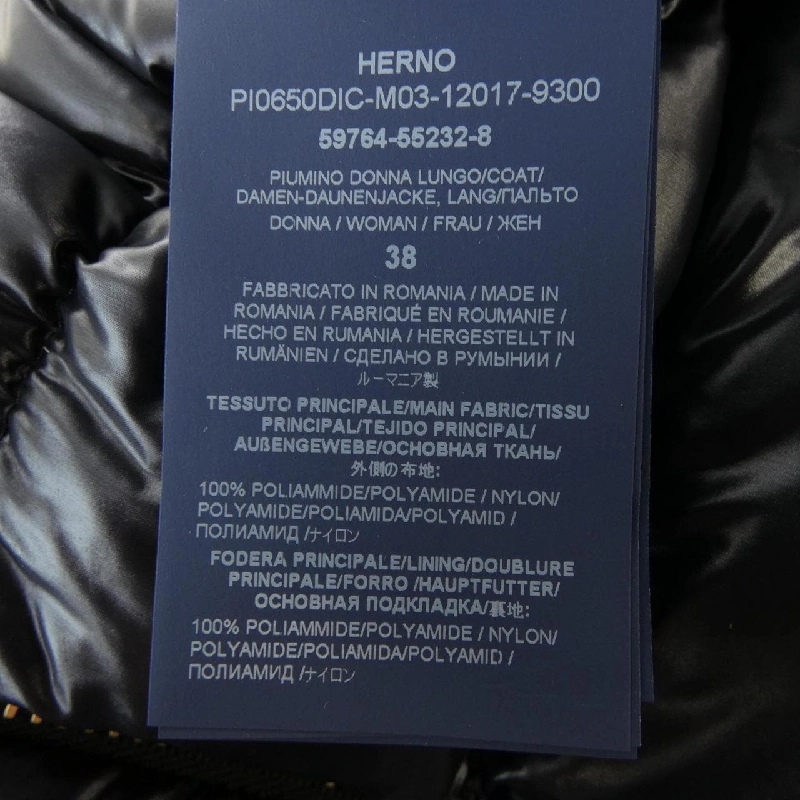 HERNO
PI0650DIC-M03-12017-9300
59764-55232-8
PIUMINO DONNA LUNGO/COAT/
DAMEN-DAUNENJACKE, LANG/ПАЛЬТО
DONNA / WOMAN / FRAU / ЖЕН
38
FABBRICATO IN ROMANIA / MADE IN
ROMANIA / FABRIQUÉ EN ROUMANIE /
HECHO EN RUMANIA / HERGESTELLT IN
RUMÄNIEN / СДЕЛАНО В РУМЫНИИ /
ルーマニア製
TESSUTO PRINCIPALE/MAIN FABRIC/TISSU
PRINCIPAL/TEJIDO PRINCIPAL/
AUßENGEWEBE/ОСНОВНАЯ ТКАНЬ/
外側の布地:
100% POLIAMMIDE/POLYAMIDE / NYLON/
POLYAMIDE/POLIAMIDA/POLYAMID /
ПОЛИАМИД /ナイロン
FODERA PRINCIPALE/LINING/DOUBLURE
PRINCIPALE/FORRO /HAUPTFUTTER/
ОСНОВНАЯ ПОДКЛАДКА/裏地:
100% POLIAMMIDE/POLYAMIDE / NYLON/
POLYAMIDE/POLIAMIDA/POLYAMID /
ПОЛИАМИД /ナイロン